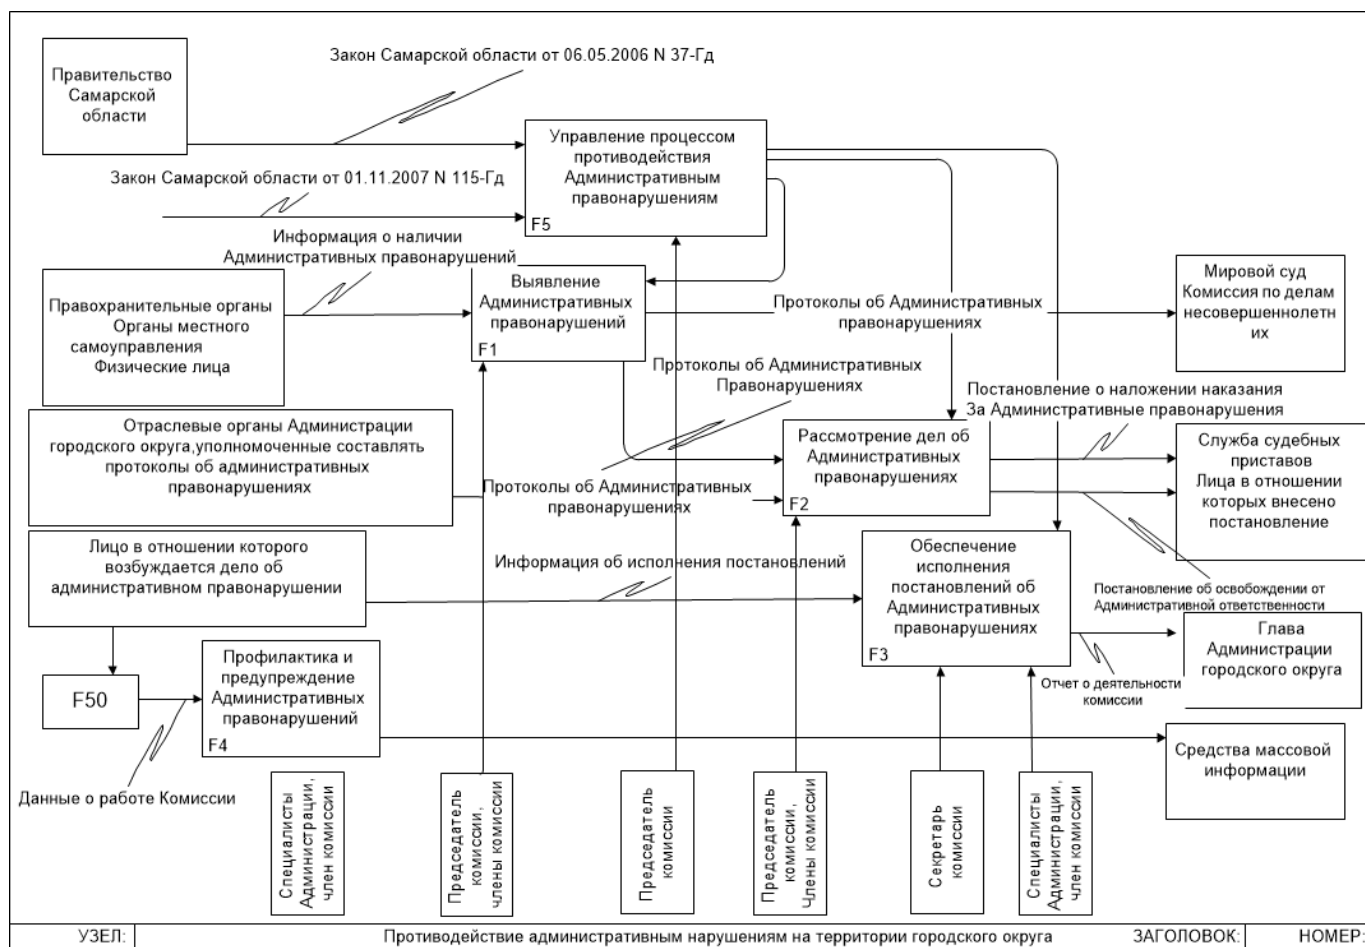 Закон Самарской области от 06.05.2006 N 37-Гд
Правительство
Самарской
области
Управление процессом
противодействия
Административным
правонарушениям
F5
Закон Самарской области от 01.11.2007 N 115-Гд
Информация о наличии
Административных правонарушений
Правохранительные органы
Органы местного
самоуправления
Физические лица
Выявление
Административных
правонарушений
F1
Протоколы об Административных
правонарушениях
Мировой суд
Комиссия по делам
несовершеннолетн
их
Протоколы об Административных
Правонарушениях
Постановление о наложении наказания
За Административные правонарушения
Отраслевые органы Администрации
городского округа,уполномоченные составлять
протоколы об административных
правонарушениях
Рассмотрение дел об
Административных
правонарушениях
F2
Служба судебных
приставов
Лица в отношении
которых внесено
постановление
Протоколы об Административных
правонарушениях
Лицо в отношении которого
возбуждается дело об
административном правонарушении
Информация об исполнения постановлений
Обеспечение
исполнения
постановлений об
Административных
правонарушениях
F3
Постановление об освобождении от
Административной ответственности
Глава
Администрации
городского округа
Отчет о деятельности
комиссии
F50
Профилактика и
предупреждение
Административных
правонарушений
F4
Средства массовой
информации
Данные о работе Комиссии
Специалисты
Администрации,
член комиссии
Председатель
комиссии,
члены комиссии
Председатель
комиссии
Председатель
комиссии,
Члены комиссии
Секретарь
комиссии
Специалисты
Администрации,
член комиссии
УЗЕЛ:
Противодействие административным нарушениям на территории городского округа
ЗАГОЛОВОК:
НОМЕР: